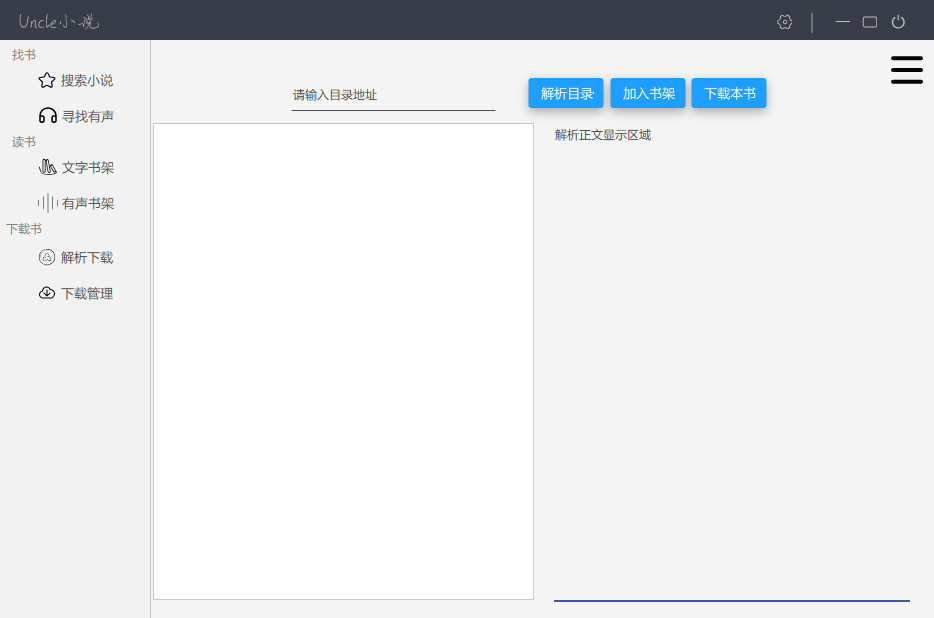 Uncle小说
找书
搜索小说
寻找有声
读书
文字书架
有声书架
下载书
解析下载
下载管理
请输入目录地址
解析目录
加入书架
下载本书
解析正文显示区域